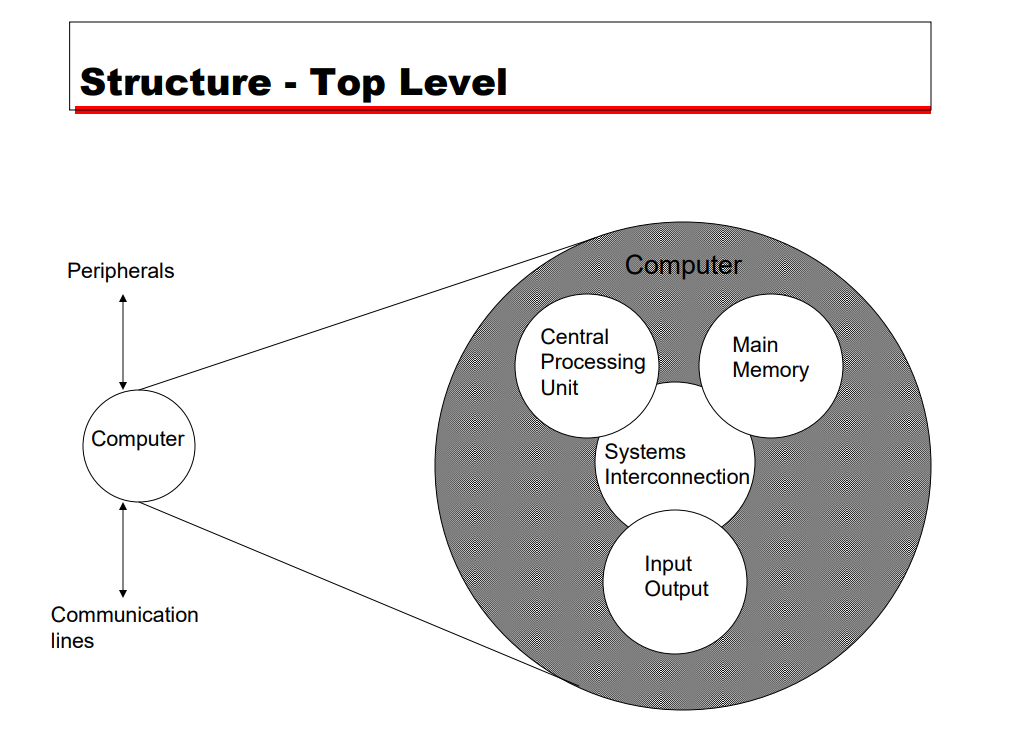 Structure - Top Level
Peripherals
Computer
Communication
lines
Computer
Central
Processing
Unit
Main
Memory
Systems
Interconnection
Input
Output